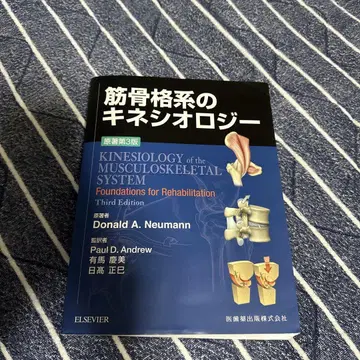 筋骨格系の
キネシオロジー
原著第3版
KINESIOLOGY of the
MUSCULOSKELETAL
SYSTEM
Foundations for Rehabilitation
Third Edition
原著者
Donald A. Neumann
監訳者
Paul D. Andrew
有馬 慶美
日髙 正巳
ELSEVIER
医歯薬出版株式会社